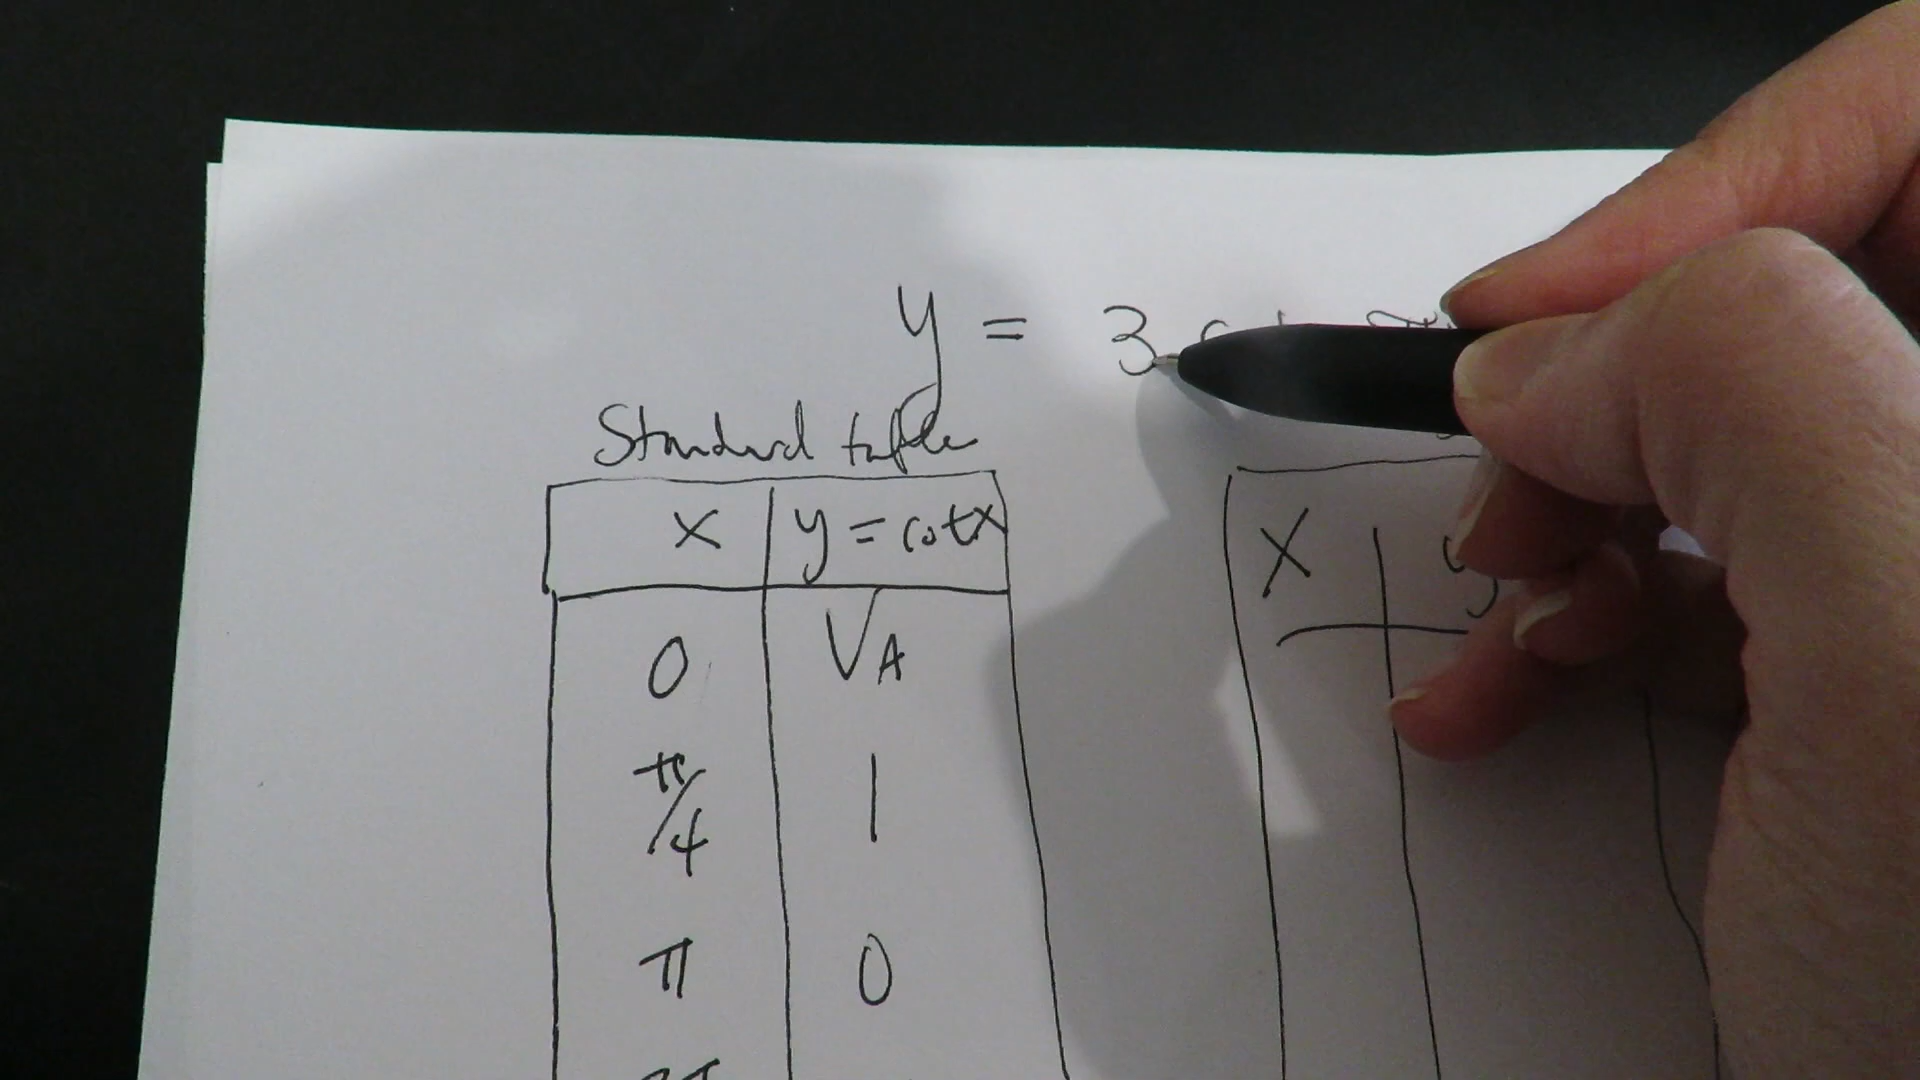 y = 3
Standard table
x y = cotx
0 VA
π/4 1
π 0
x y